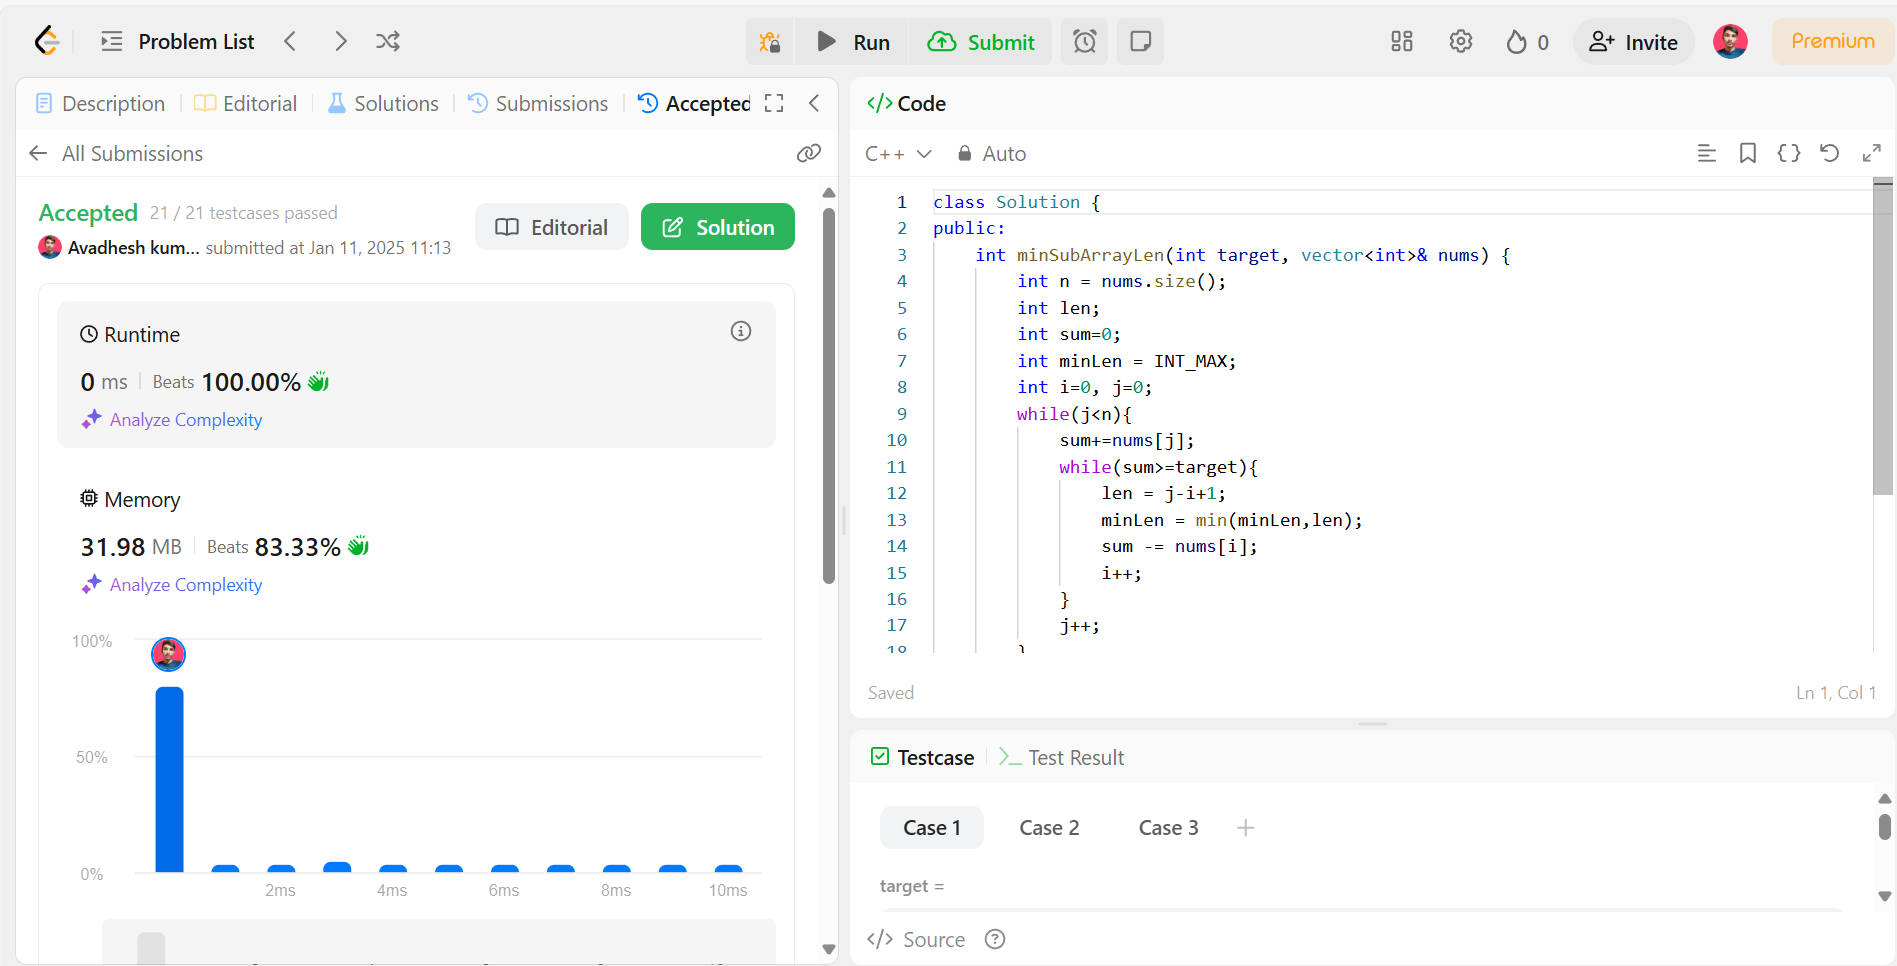 Problem List
Run
Submit
0
Invite
Premium
Description
Editorial
Solutions
Submissions
Accepted
All Submissions
Accepted 21 / 21 testcases passed
Avadhesh kum... submitted at Jan 11, 2025 11:13
Editorial
Solution
Runtime
0 ms Beats 100.00%
Analyze Complexity
Memory
31.98 MB Beats 83.33%
Analyze Complexity
100%
50%
0%
2ms 4ms 6ms 8ms 10ms
</> Code
C++ Auto
1 class Solution {
2 public:
3 int minSubArrayLen(int target, vector<int>& nums) {
4 int n = nums.size();
5 int len;
6 int sum=0;
7 int minLen = INT_MAX;
8 int i=0, j=0;
9 while(j<n){
10 sum+=nums[j];
11 while(sum>=target){
12 len = j-i+1;
13 minLen = min(minLen,len);
14 sum -= nums[i];
15 i++;
16 }
17 j++;
18 }
Saved
Ln 1, Col 1
Testcase
Test Result
Case 1 Case 2 Case 3 +
target =
</> Source